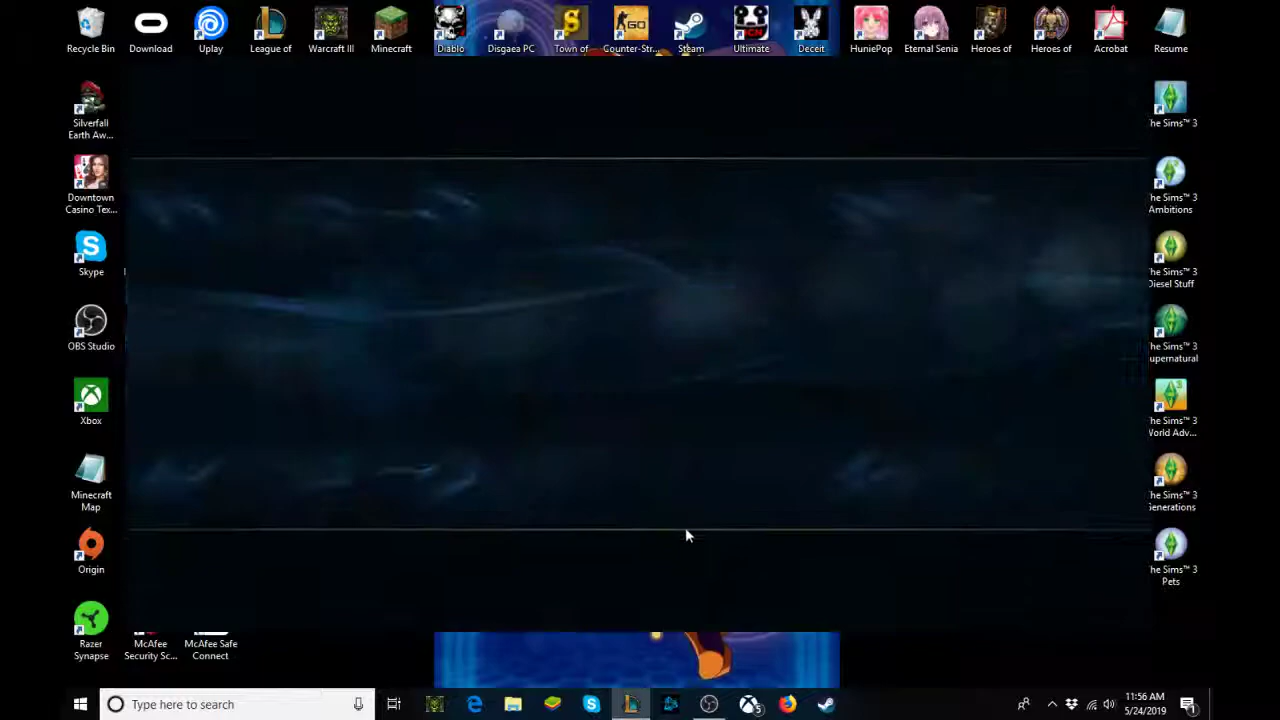 Recycle Bin
Download
Uplay
League of
Warcraft III
Minecraft
Diablo
Disgaea PC
Town of
Counter-Str...
Steam
Ultimate
Deceit
HuniePop
Eternal Senia
Heroes of
Heroes of
Acrobat
Resume
Silverfall
Earth Aw...
he Sims™ 3
Downtown
Casino Tex...
he Sims™ 3
Ambitions
Skype
he Sims™ 3
Diesel Stuff
OBS Studio
he Sims™ 3
upernatural
Xbox
he Sims™ 3
World Adv...
Minecraft
Map
he Sims™ 3
Generations
Origin
he Sims™ 3
Pets
Razer
Synapse
McAfee
Security Sc...
McAfee Safe
Connect
Type here to search
11:56 AM
5/24/2019